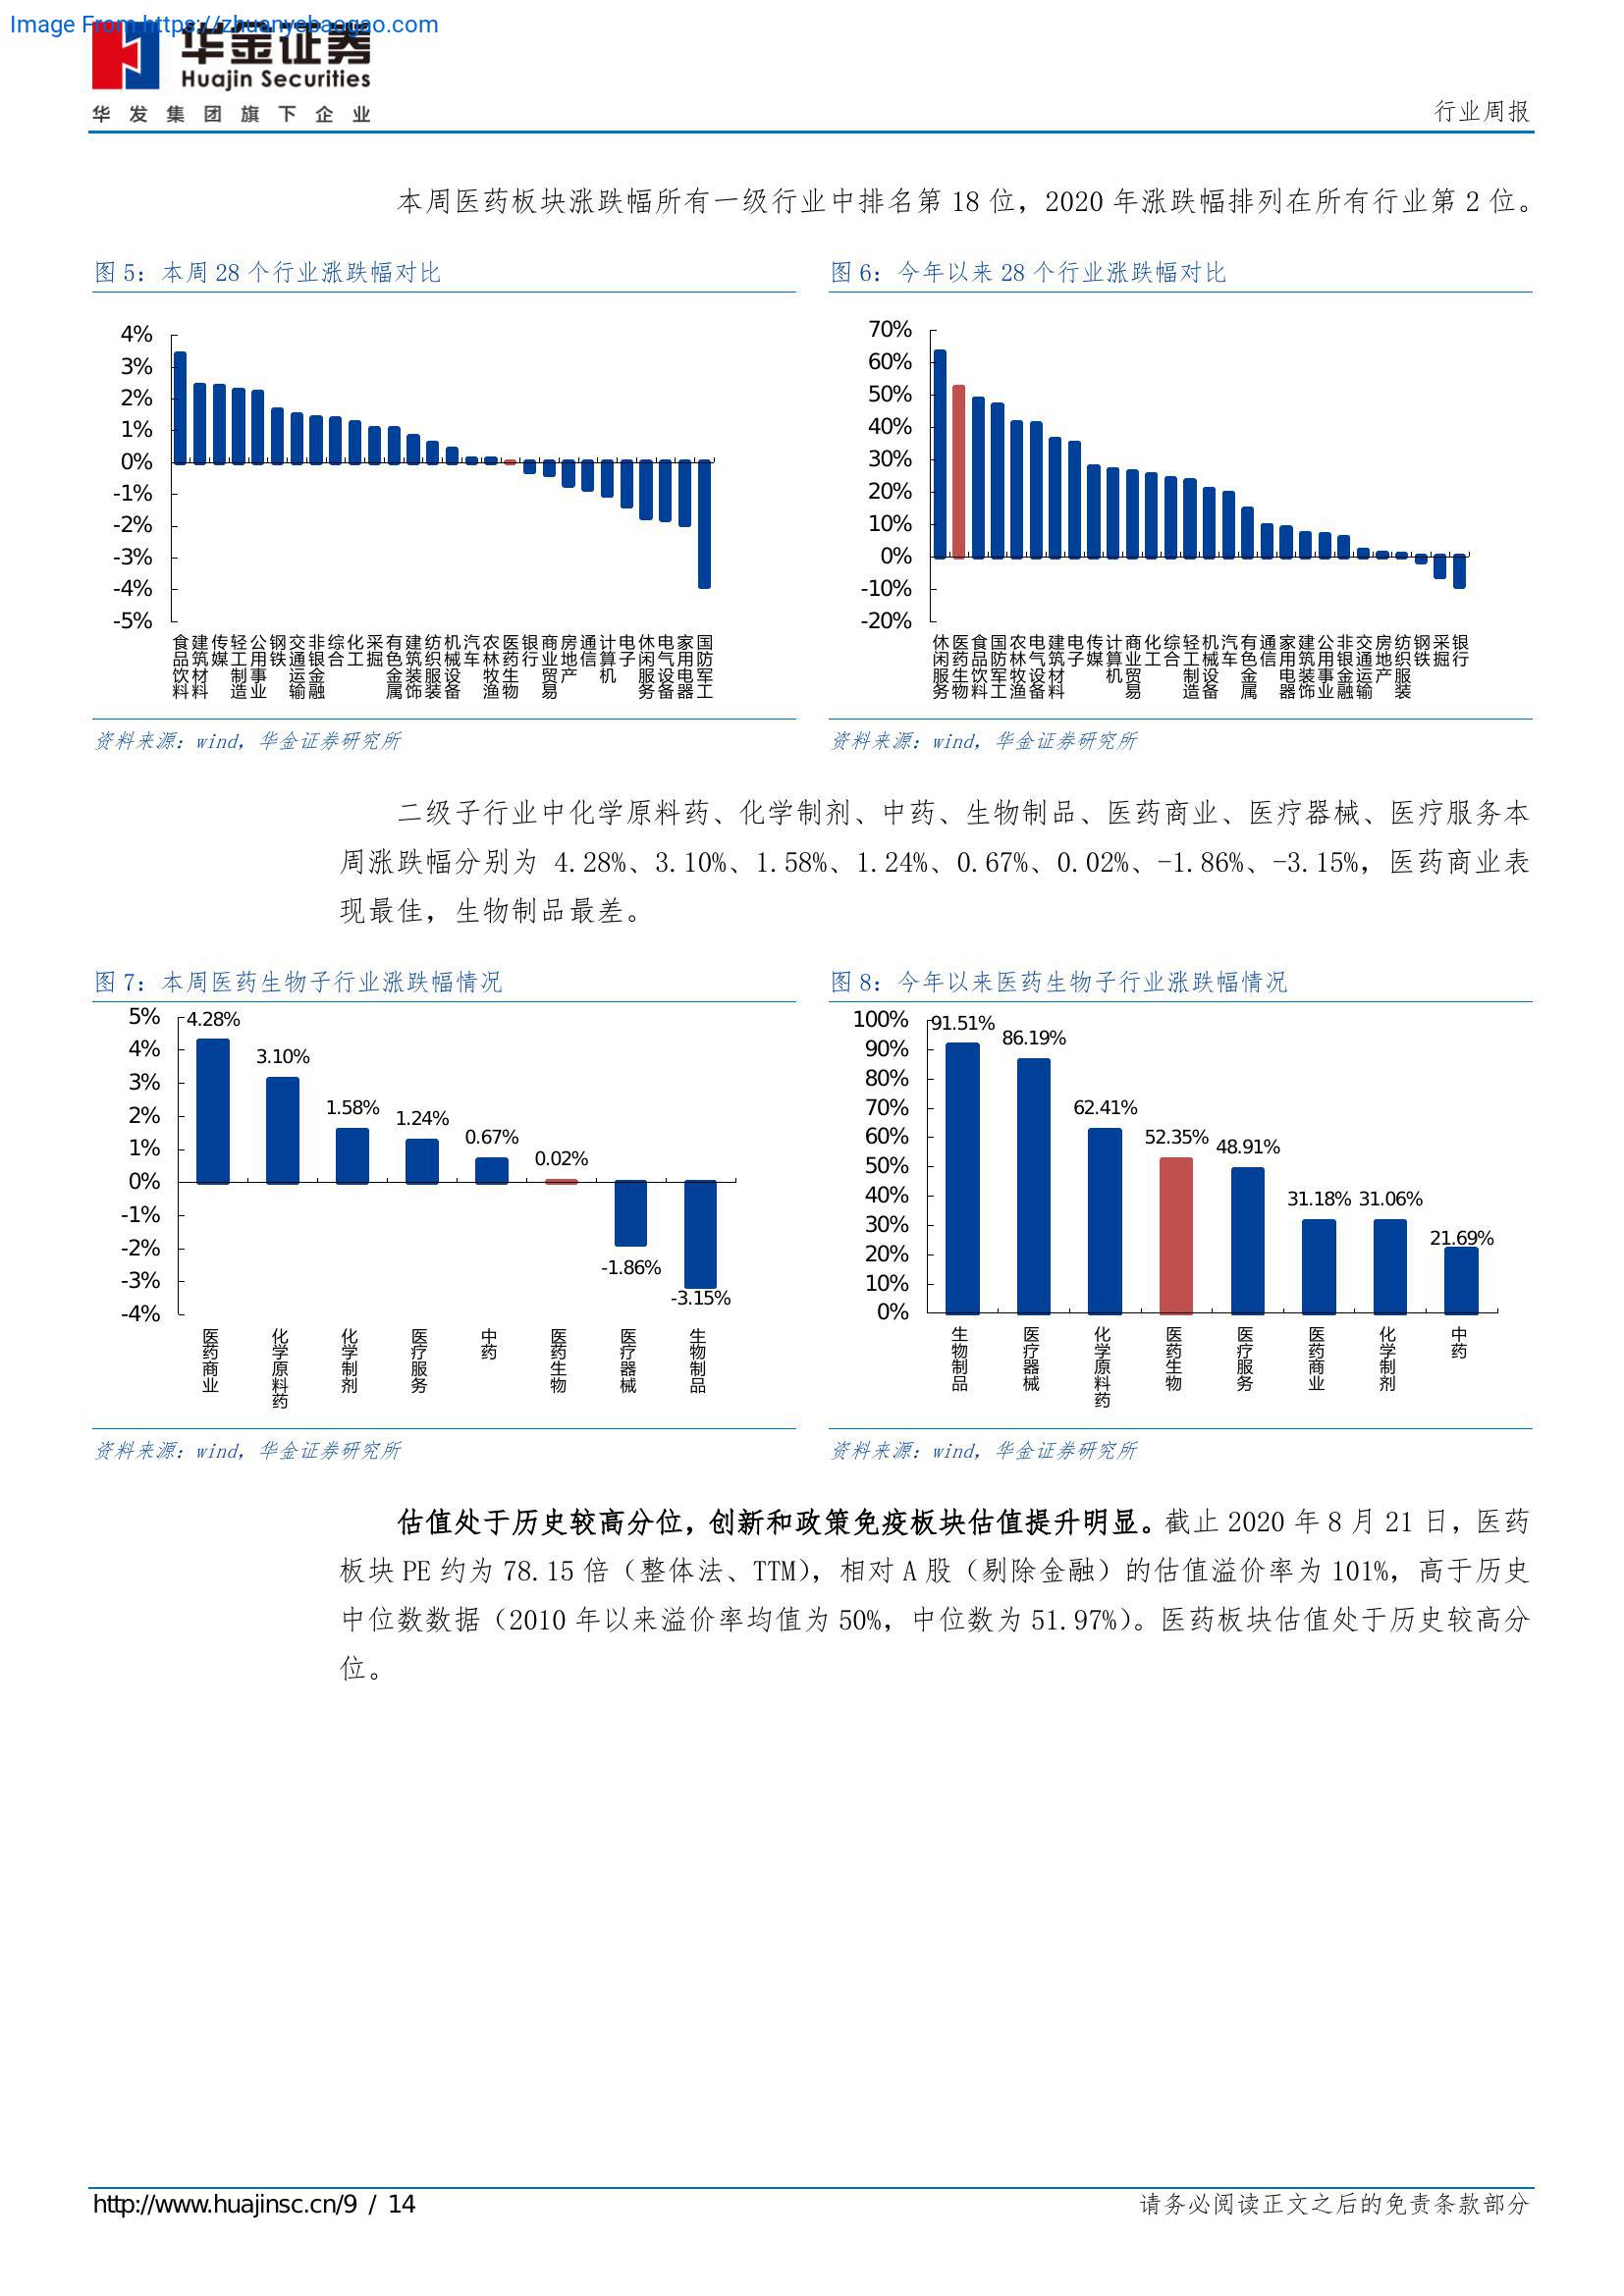 Image From https://zhuanyebaogao.com
华金证券
Huajin Securities
华发集团旗下企业
行业周报
本周医药板块涨跌幅所有一级行业中排名第 18 位，2020 年涨跌幅排列在所有行业第 2 位。
图 5：本周 28 个行业涨跌幅对比
4%
3%
2%
1%
0%
-1%
-2%
-3%
-4%
-5%
食品饮料
建筑材料
传媒
轻工制造
公用事业
钢铁
交通运输
非银金融
综合
化工
采掘
有色金属
建筑装饰
纺织服装
机械设备
汽车
农林牧渔
医药生物
银行
商业贸易
房地产
通信
计算机
电子
休闲服务
电气设备
家用电器
国防军工
资料来源：wind，华金证券研究所
图 6：今年以来 28 个行业涨跌幅对比
70%
60%
50%
40%
30%
20%
10%
0%
-10%
-20%
休闲服务
医药生物
食品饮料
国防军工
农林牧渔
电气设备
建筑材料
电子
传媒
计算机
商业贸易
化工
综合
轻工制造
机械设备
汽车
有色金属
通信
家用电器
建筑装饰
公用事业
非银金融
交通运输
房地产
纺织服装
钢铁
采掘
银行
资料来源：wind，华金证券研究所
二级子行业中化学原料药、化学制剂、中药、生物制品、医药商业、医疗器械、医疗服务本
周涨跌幅分别为 4.28%、3.10%、1.58%、1.24%、0.67%、0.02%、-1.86%、-3.15%，医药商业表
现最佳，生物制品最差。
图 7：本周医药生物子行业涨跌幅情况
5%
4%
3%
2%
1%
0%
-1%
-2%
-3%
-4%
4.28%
3.10%
1.58%
1.24%
0.67%
0.02%
-1.86%
-3.15%
医药商业
化学原料药
化学制剂
医疗服务
中药
医药生物
医疗器械
生物制品
资料来源：wind，华金证券研究所
图 8：今年以来医药生物子行业涨跌幅情况
100%
90%
80%
70%
60%
50%
40%
30%
20%
10%
0%
91.51%
86.19%
62.41%
52.35%
48.91%
31.18%
31.06%
21.69%
生物制品
医疗器械
化学原料药
医药生物
医疗服务
医药商业
化学制剂
中药
资料来源：wind，华金证券研究所
估值处于历史较高分位，创新和政策免疫板块估值提升明显。截止 2020 年 8 月 21 日，医药
板块 PE 约为 78.15 倍（整体法、TTM），相对 A 股（剔除金融）的估值溢价率为 101%，高于历史
中位数数据（2010 年以来溢价率均值为 50%，中位数为 51.97%）。医药板块估值处于历史较高分
位。
http://www.huajinsc.cn/9 / 14
请务必阅读正文之后的免责条款部分